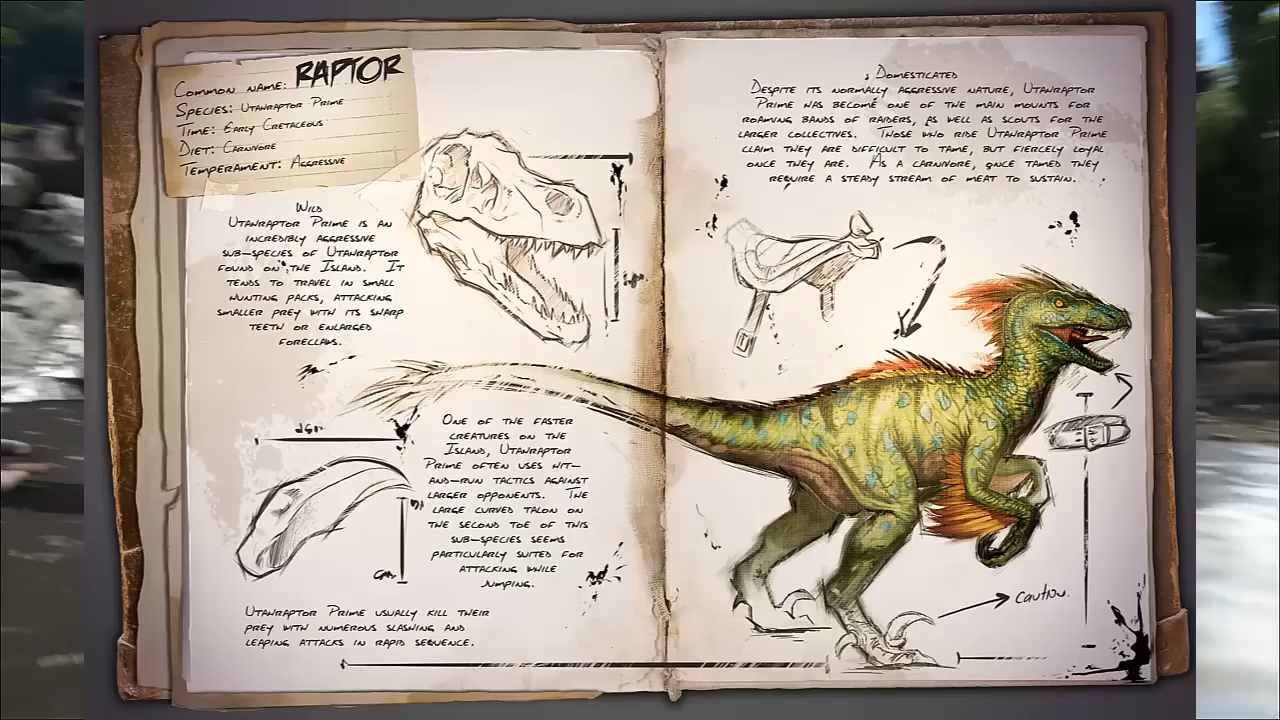 Common name: RAPTOR
Species: Utahraptor Prime
Time: Early Cretaceous
Diet: Carnivore
Temperament: Aggressive
Wild
Utahraptor Prime is an
incredibly aggressive
sub-species of Utahraptor
found on the Island. It
tends to travel in small
hunting packs, attacking
smaller prey with its sharp
teeth or enlarged
foreclaws.
One of the faster
creatures on the
Island, Utahraptor
Prime often uses hit-
and-run tactics against
larger opponents. The
large curved talon on
the second toe of this
sub-species seems
particularly suited for
attacking while
jumping.
Utahraptor Prime usually kill their
prey with numerous slashing and
leaping attacks in rapid sequence.
Domesticated
Despite its normally aggressive nature, Utahraptor
Prime has become one of the main mounts for
roaming bands of raiders, as well as scouts for the
larger collectives. Those who ride Utahraptor Prime
claim they are difficult to tame, but fiercely loyal
once they are. As a carnivore, once tamed they
require a steady stream of meat to sustain.
Caution.